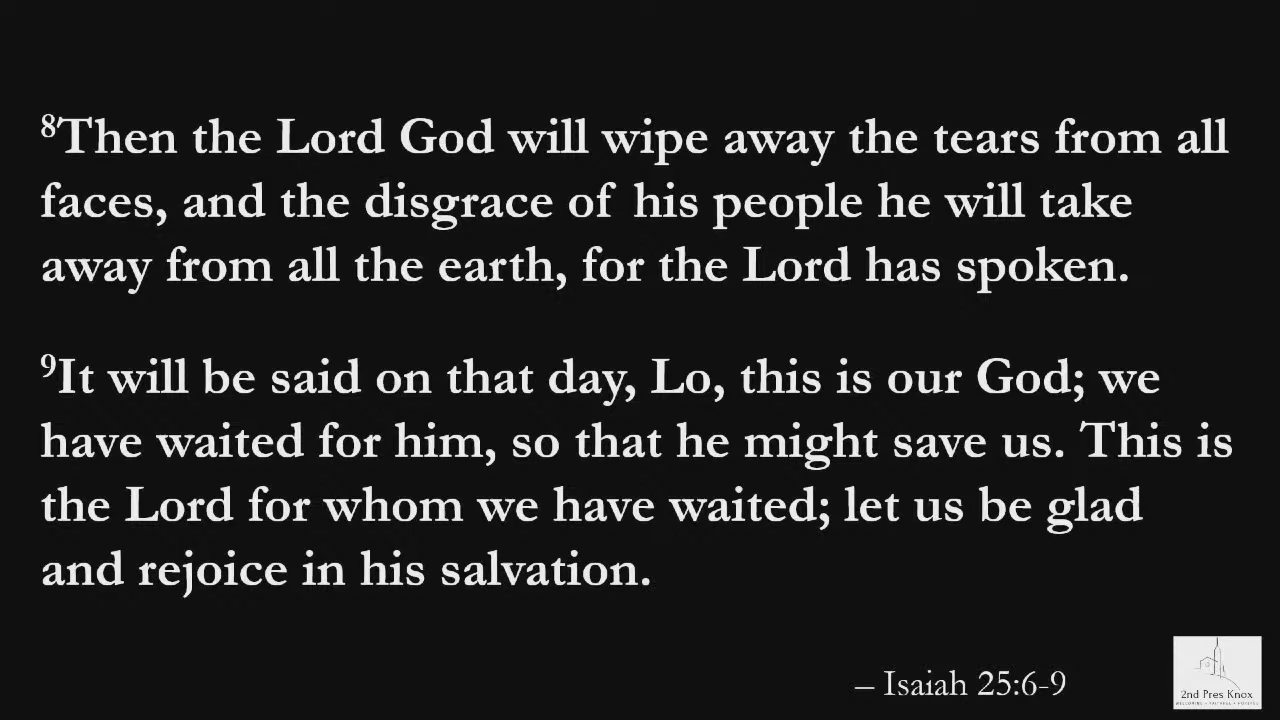 ⁸Then the Lord God will wipe away the tears from all
faces, and the disgrace of his people he will take
away from all the earth, for the Lord has spoken.
⁹It will be said on that day, Lo, this is our God; we
have waited for him, so that he might save us. This is
the Lord for whom we have waited; let us be glad
and rejoice in his salvation.
– Isaiah 25:6-9
2nd Pres Knox